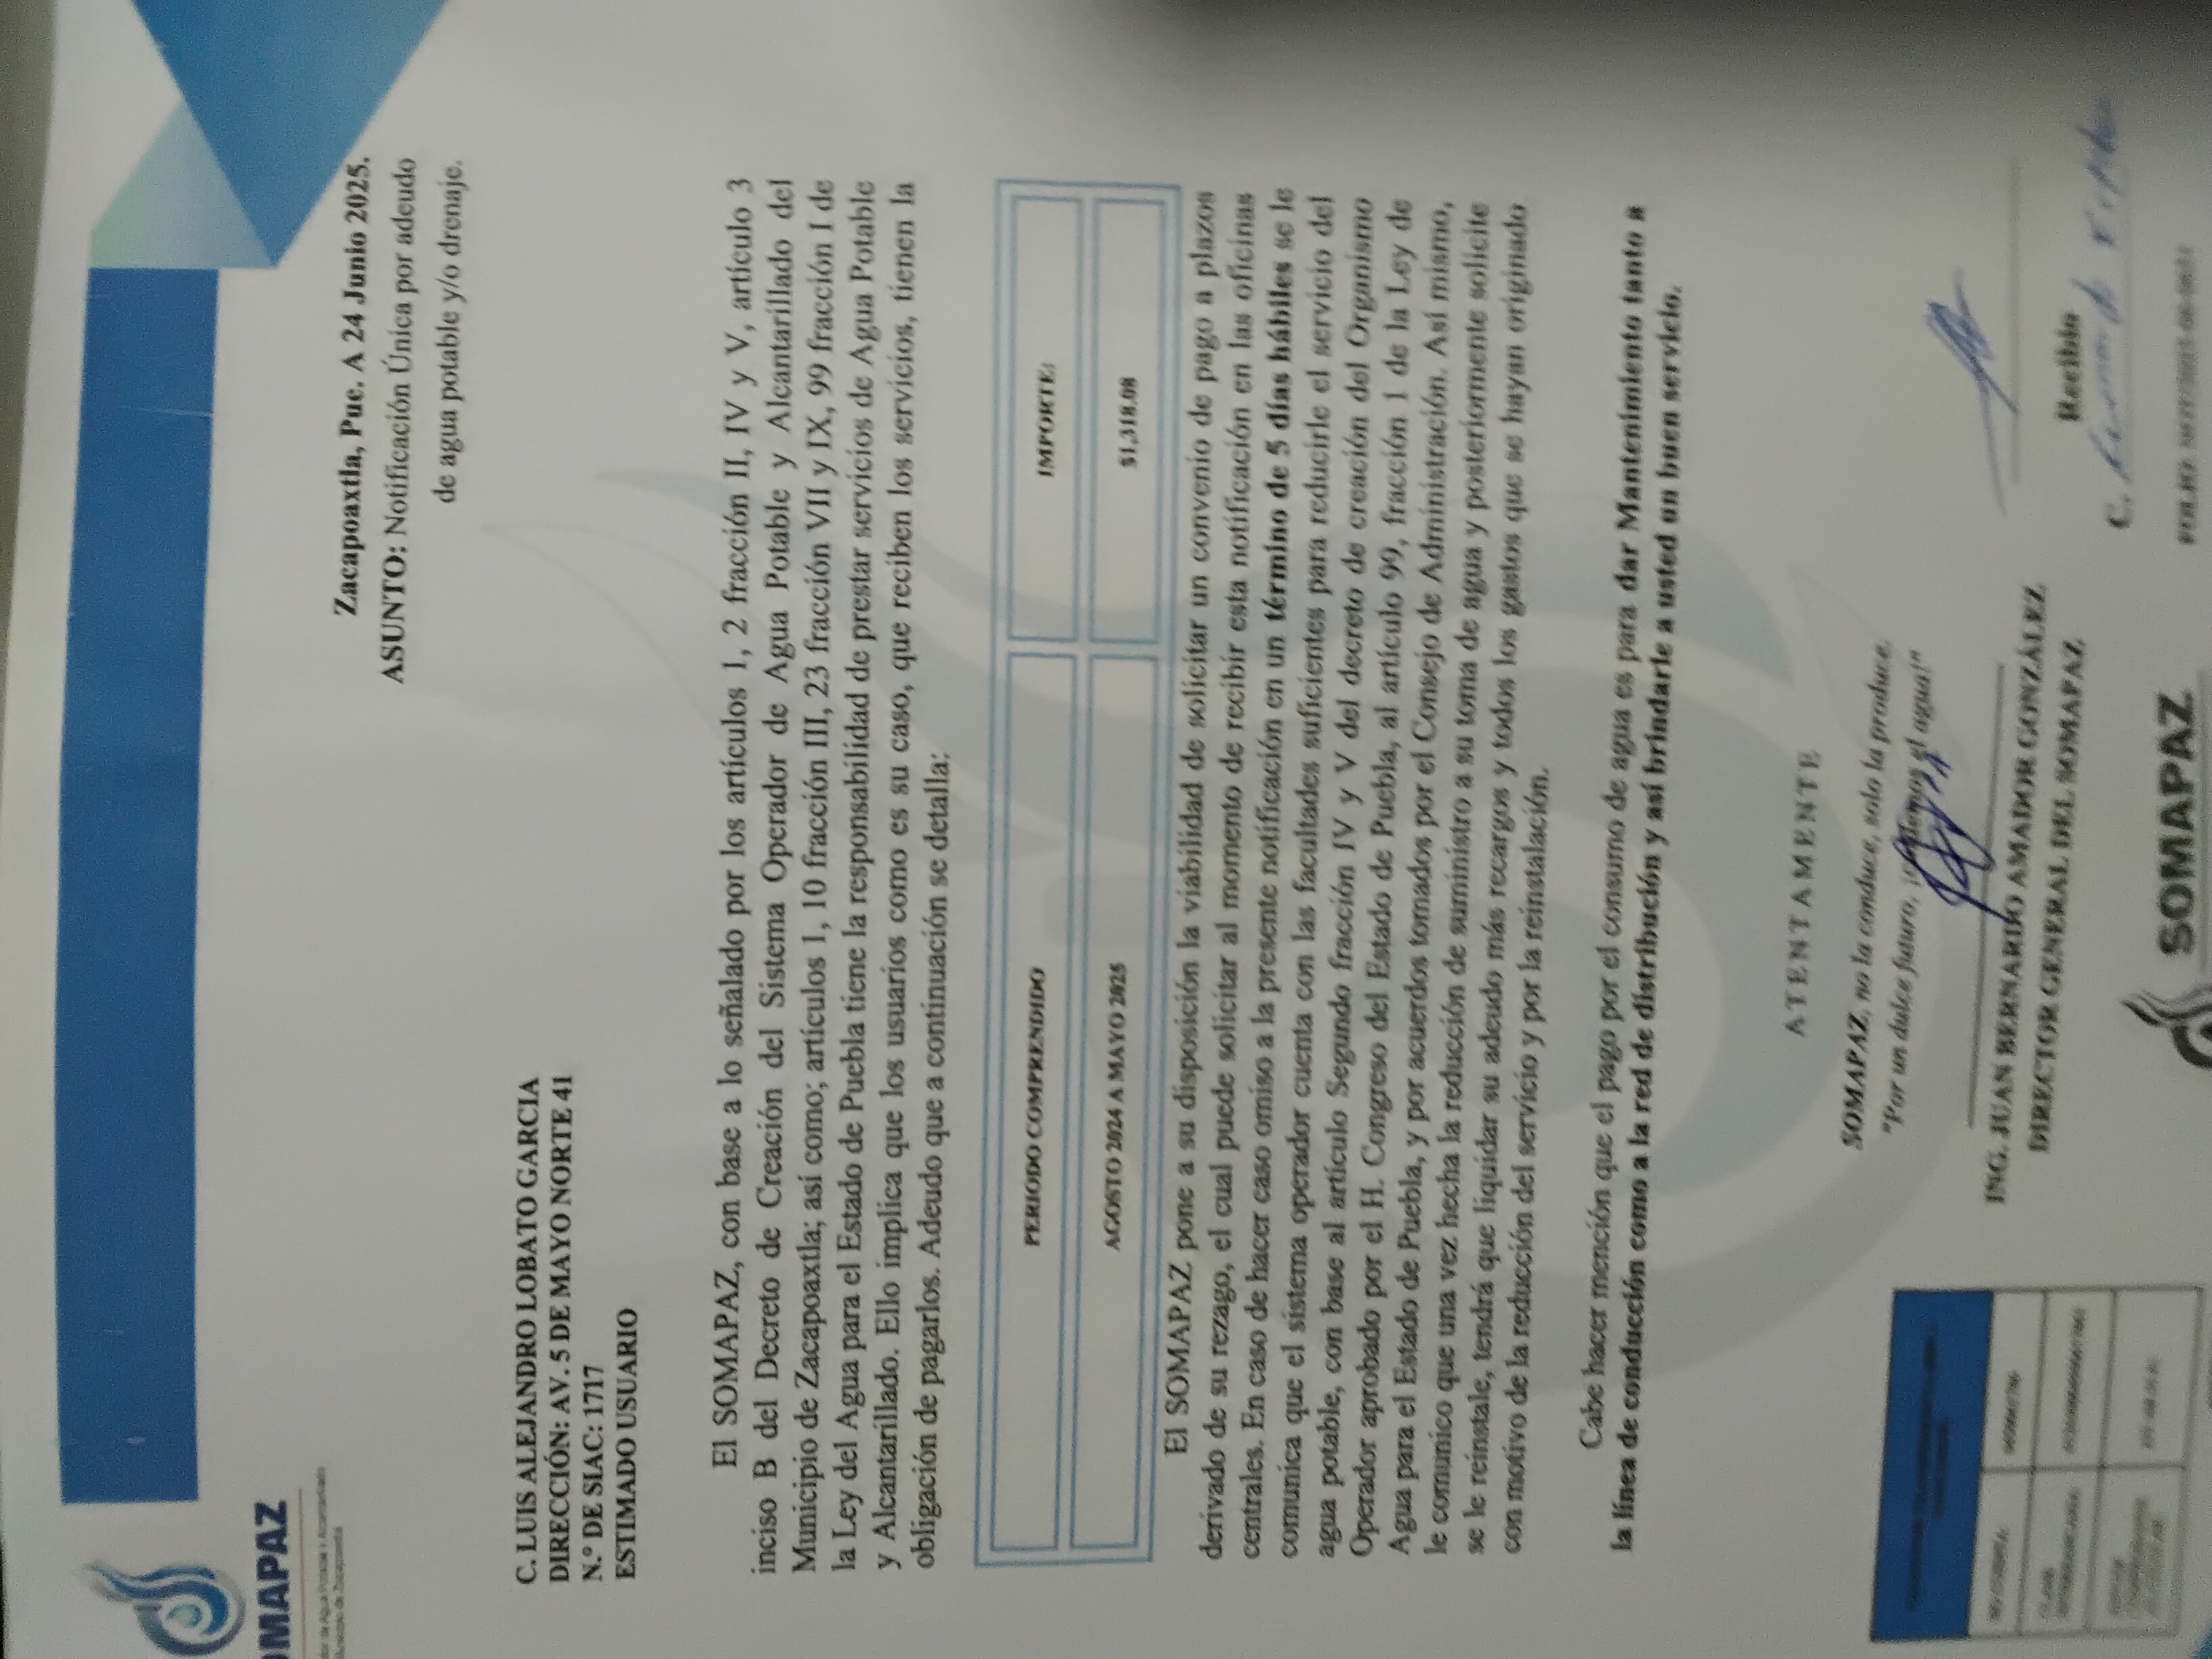 OMAPAZ
dor de Agua Potable y Alcantarillado
Municipio de Zacapoaxtla
Zacapoaxtla, Pue. A 24 Junio 2025.
ASUNTO: Notificación Única por adeudo
de agua potable y/o drenaje.
C. LUIS ALEJANDRO LOBATO GARCIA
DIRECCIÓN: AV. 5 DE MAYO NORTE 41
N.º DE SIAC: 1717
ESTIMADO USUARIO
El SOMAPAZ, con base a lo señalado por los artículos 1, 2 fracción II, IV y V, artículo 3
inciso B del Decreto de Creación del Sistema Operador de Agua Potable y Alcantarillado del
Municipio de Zacapoaxtla; así como; artículos 1, 10 fracción III, 23 fracción VII y IX, 99 fracción I de
la Ley del Agua para el Estado de Puebla tiene la responsabilidad de prestar servicios de Agua Potable
y Alcantarillado. Ello implica que los usuarios como es su caso, que reciben los servicios, tienen la
obligación de pagarlos. Adeudo que a continuación se detalla:
PERIODO COMPRENDIDO
IMPORTE:
AGOSTO 2024 A MAYO 2025
$1,318.08
El SOMAPAZ pone a su disposición la viabilidad de solicitar un convenio de pago a plazos
derivado de su rezago, el cual puede solicitar al momento de recibir esta notificación en las oficinas
centrales. En caso de hacer caso omiso a la presente notificación en un término de 5 días hábiles se le
comunica que el sistema operador cuenta con las facultades suficientes para reducirle el servicio del
agua potable, con base al artículo Segundo fracción IV y V del decreto de creación del Organismo
Operador aprobado por el H. Congreso del Estado de Puebla, al artículo 99, fracción 1 de la Ley de
Agua para el Estado de Puebla, y por acuerdos tomados por el Consejo de Administración. Así mismo,
le comunico que una vez hecha la reducción de suministro a su toma de agua y posteriormente solicite
se le reinstale, tendrá que liquidar su adeudo más recargos y todos los gastos que se hayan originado
con motivo de la reducción del servicio y por la reinstalación.
Cabe hacer mención que el pago por el consumo de agua es para dar Mantenimiento tanto a
la línea de conducción como a la red de distribución y así brindarle a usted un buen servicio.
ATENTAMENTE
SOMAPAZ, no la conduce, solo la produce.
"Por un dulce futuro, ¡cuidemos el agua!"
ING. JUAN BERNARDO AMADOR GONZÁLEZ
DIRECTOR GENERAL DEL SOMAPAZ
Recibió
C.
NO. CUENTA:
CLAVE
INTERBANCARIA:
SOMAPAZ
FOLIO: